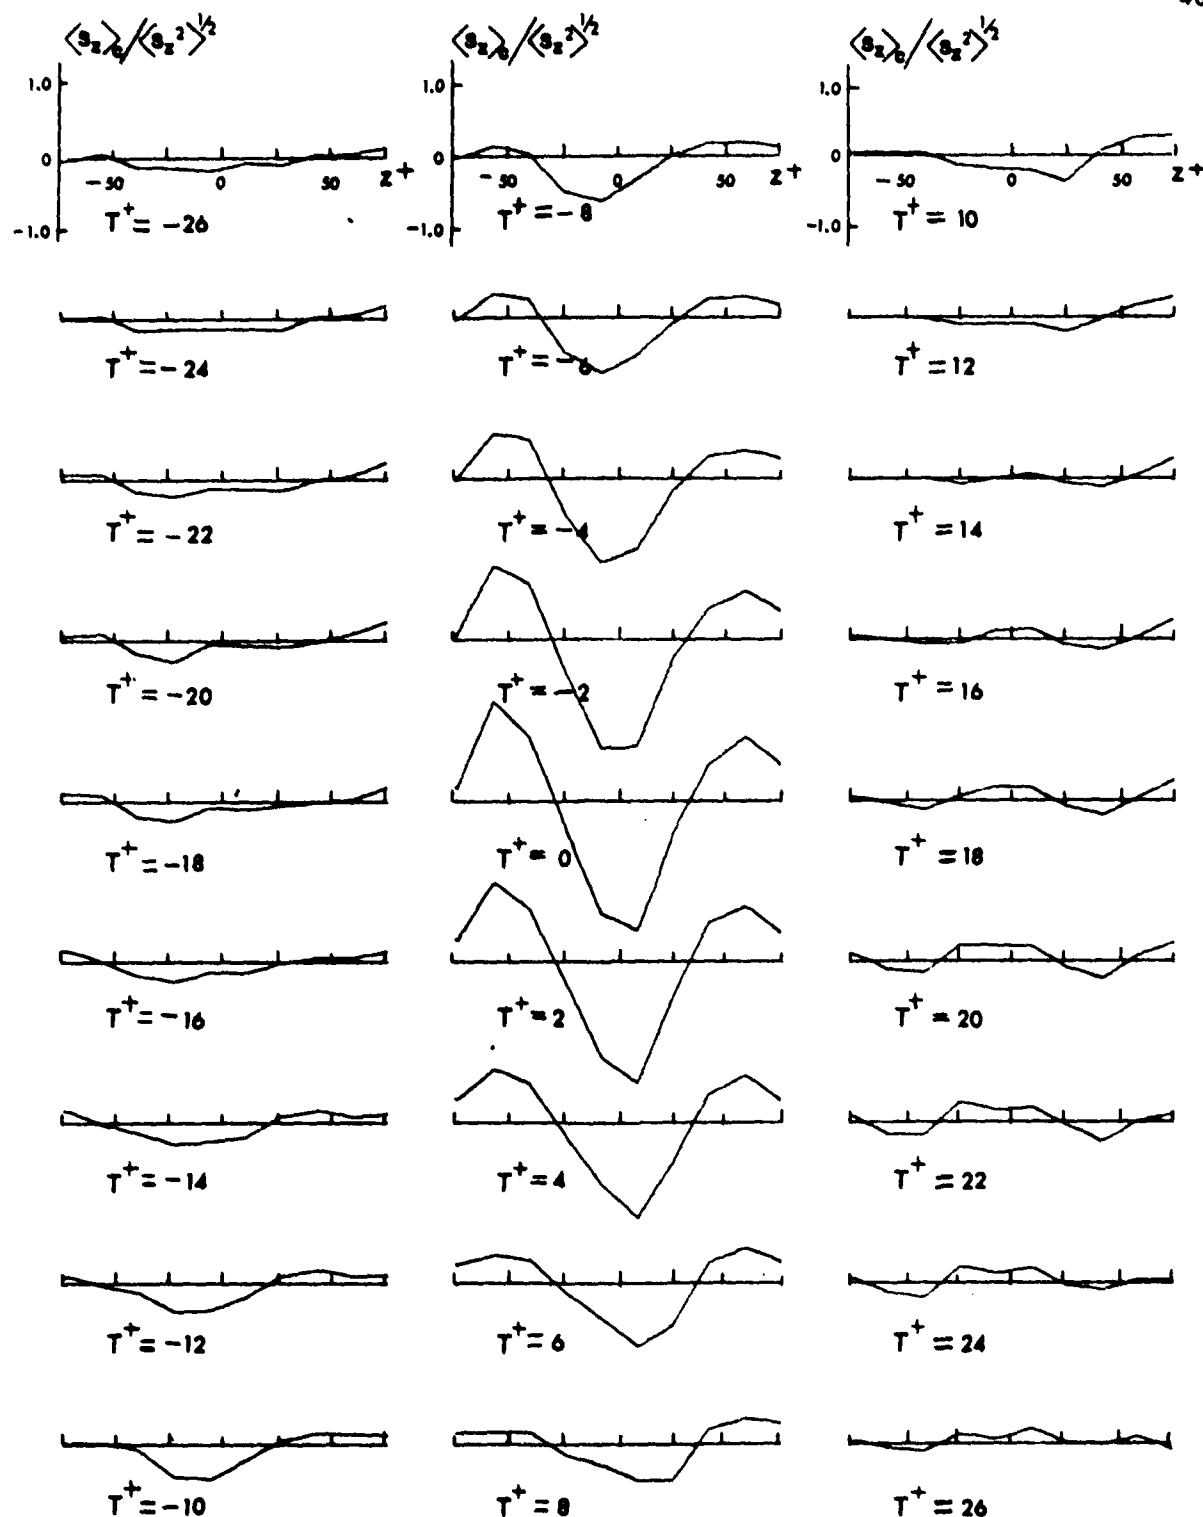 ⟨s_z⟩_c/⟨s_z²⟩^1/2
1.0
0
-1.0
-50 0 50 z+
T+ = -26
T+ = -24
T+ = -22
T+ = -20
T+ = -18
T+ = -16
T+ = -14
T+ = -12
T+ = -10
⟨s_z⟩_c/⟨s_z²⟩^1/2
1.0
0
-1.0
-50 0 50 z+
T+ = -8
T+ = -6
T+ = -4
T+ = -2
T+ = 0
T+ = 2
T+ = 4
T+ = 6
T+ = 8
⟨s_z⟩_c/⟨s_z²⟩^1/2
1.0
0
-1.0
-50 0 50 z+
T+ = 10
T+ = 12
T+ = 14
T+ = 16
T+ = 18
T+ = 20
T+ = 22
T+ = 24
T+ = 26